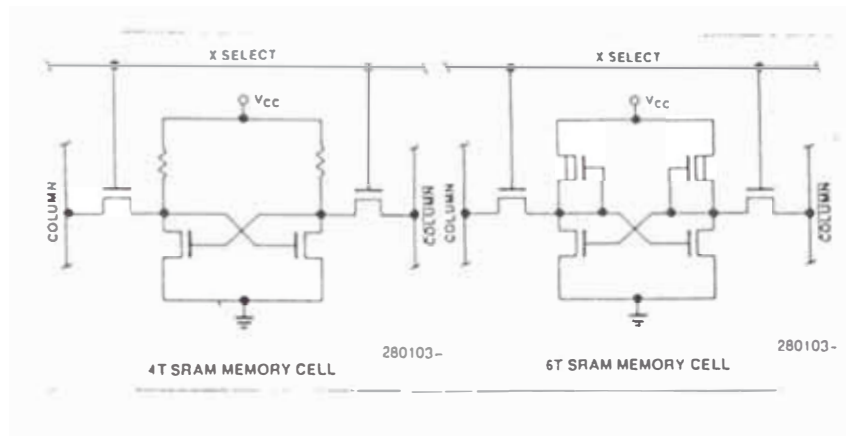 X SELECT
X SELECT
VCC
VCC
COLUMN
COLUMN
COLUMN
COLUMN
280103-
280103-
4T SRAM MEMORY CELL
6T SRAM MEMORY CELL